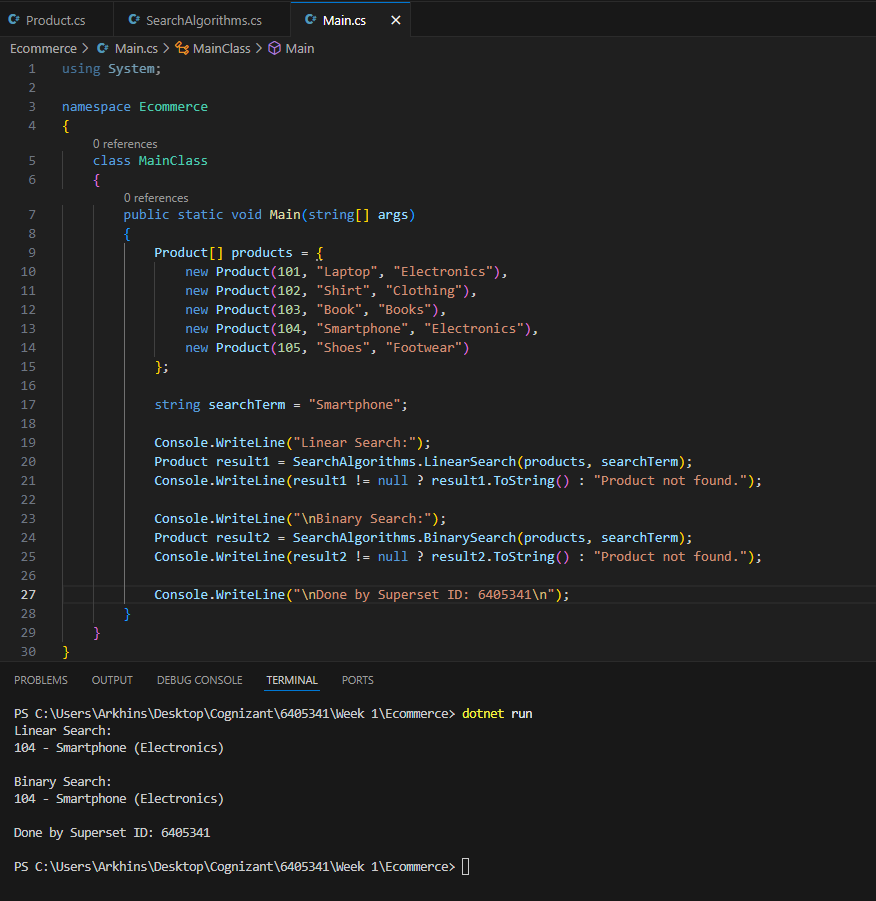 Product.cs SearchAlgorithms.cs Main.cs
Ecommerce > Main.cs > MainClass > Main
1 using System;
2
3 namespace Ecommerce
4 {
0 references
5 class MainClass
6 {
0 references
7 public static void Main(string[] args)
8 {
9 Product[] products = {
10 new Product(101, "Laptop", "Electronics"),
11 new Product(102, "Shirt", "Clothing"),
12 new Product(103, "Book", "Books"),
13 new Product(104, "Smartphone", "Electronics"),
14 new Product(105, "Shoes", "Footwear")
15 };
16
17 string searchTerm = "Smartphone";
18
19 Console.WriteLine("Linear Search:");
20 Product result1 = SearchAlgorithms.LinearSearch(products, searchTerm);
21 Console.WriteLine(result1 != null ? result1.ToString() : "Product not found.");
22
23 Console.WriteLine("\nBinary Search:");
24 Product result2 = SearchAlgorithms.BinarySearch(products, searchTerm);
25 Console.WriteLine(result2 != null ? result2.ToString() : "Product not found.");
26
27 Console.WriteLine("\nDone by Superset ID: 6405341\n");
28 }
29 }
30 }
PROBLEMS OUTPUT DEBUG CONSOLE TERMINAL PORTS
PS C:\Users\Arkhins\Desktop\Cognizant\6405341\Week 1\Ecommerce> dotnet run
Linear Search:
104 - Smartphone (Electronics)
Binary Search:
104 - Smartphone (Electronics)
Done by Superset ID: 6405341
PS C:\Users\Arkhins\Desktop\Cognizant\6405341\Week 1\Ecommerce>